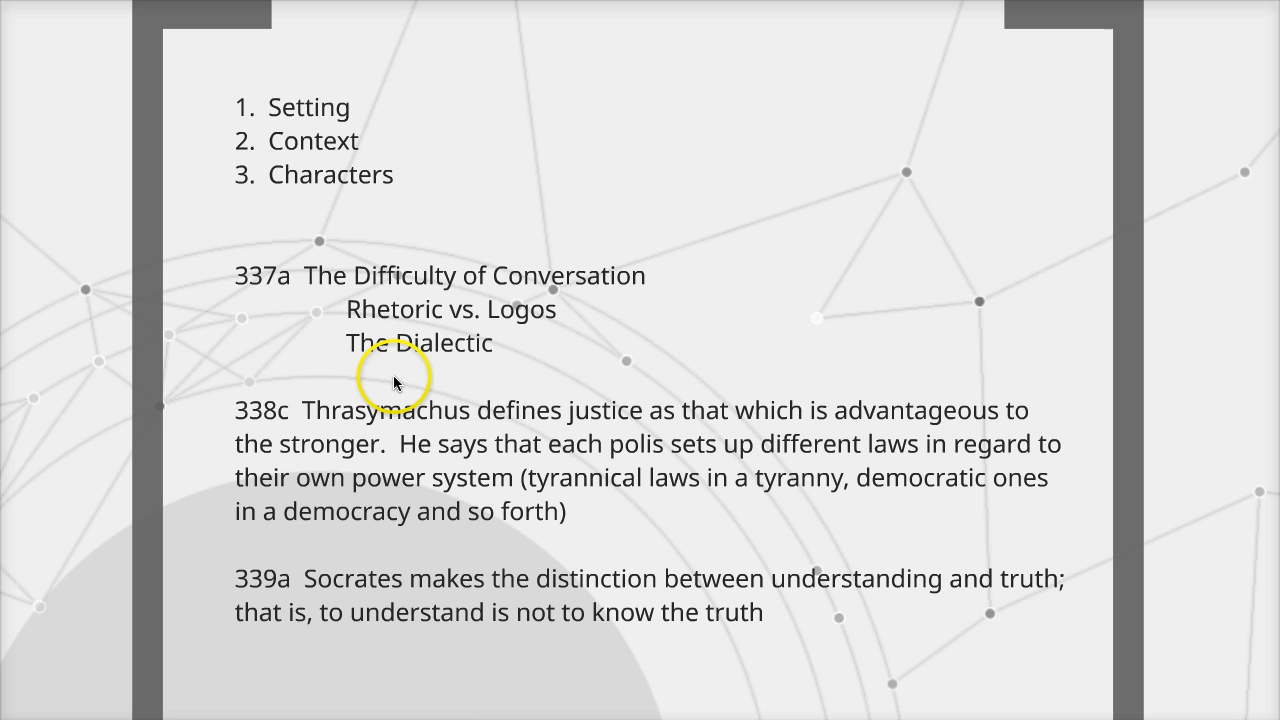 1. Setting
2. Context
3. Characters
337a The Difficulty of Conversation
Rhetoric vs. Logos
The Dialectic
338c Thrasymachus defines justice as that which is advantageous to
the stronger. He says that each polis sets up different laws in regard to
their own power system (tyrannical laws in a tyranny, democratic ones
in a democracy and so forth)
339a Socrates makes the distinction between understanding and truth;
that is, to understand is not to know the truth